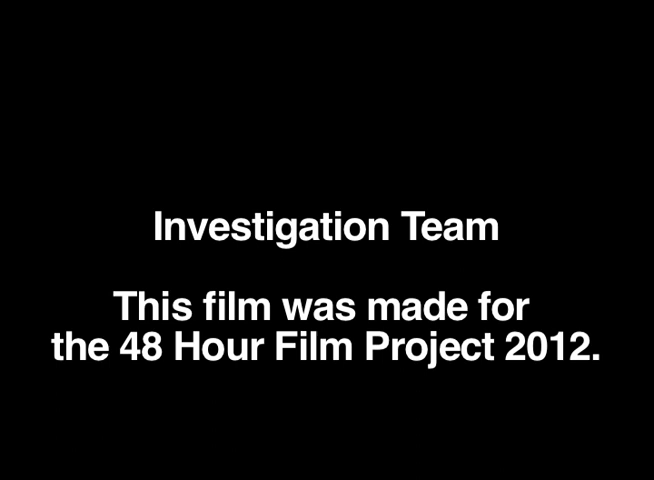 Investigation Team
This film was made for
the 48 Hour Film Project 2012.